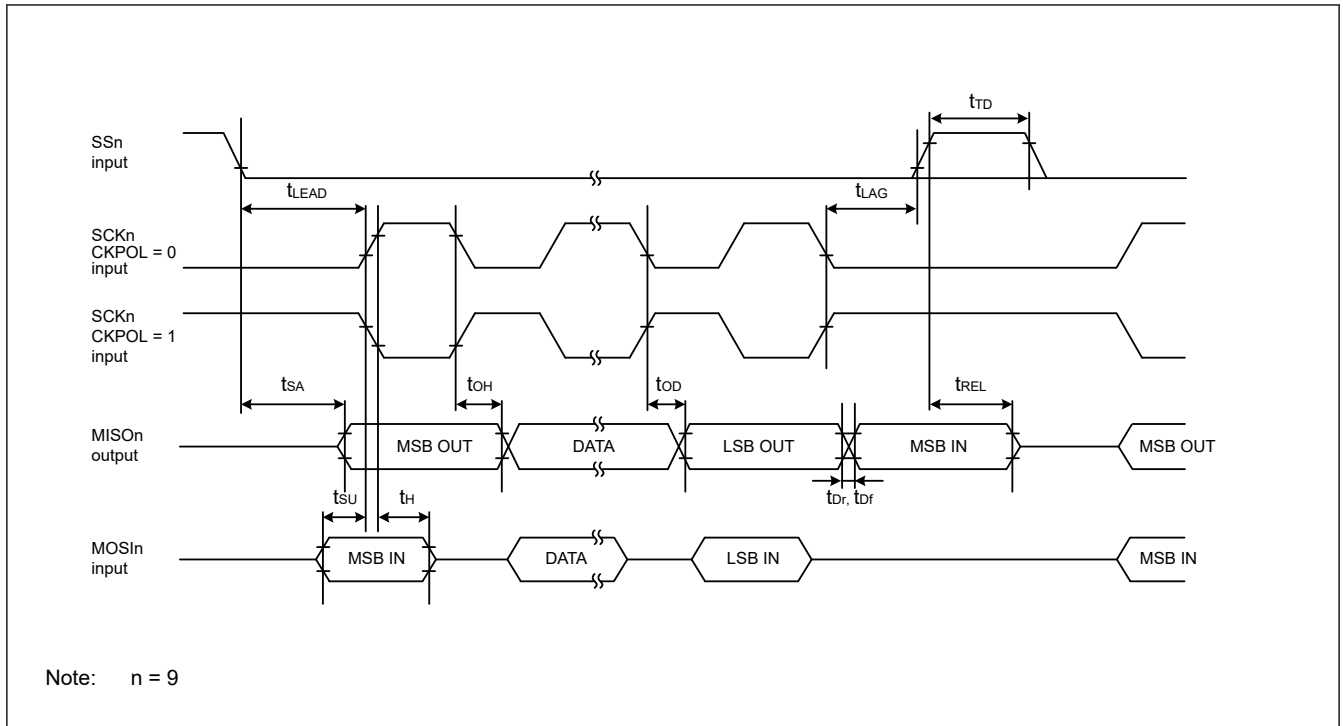 tTD
SSn
input
tLEAD
tLAG
SCKn
CKPOL = 0
input
SCKn
CKPOL = 1
input
tSA
tOH
tOD
tREL
MISOn
output
MSB OUT
DATA
LSB OUT
MSB IN
MSB OUT
tSU
tH
tDr, tDf
MOSIn
input
MSB IN
DATA
LSB IN
MSB IN
Note: n = 9